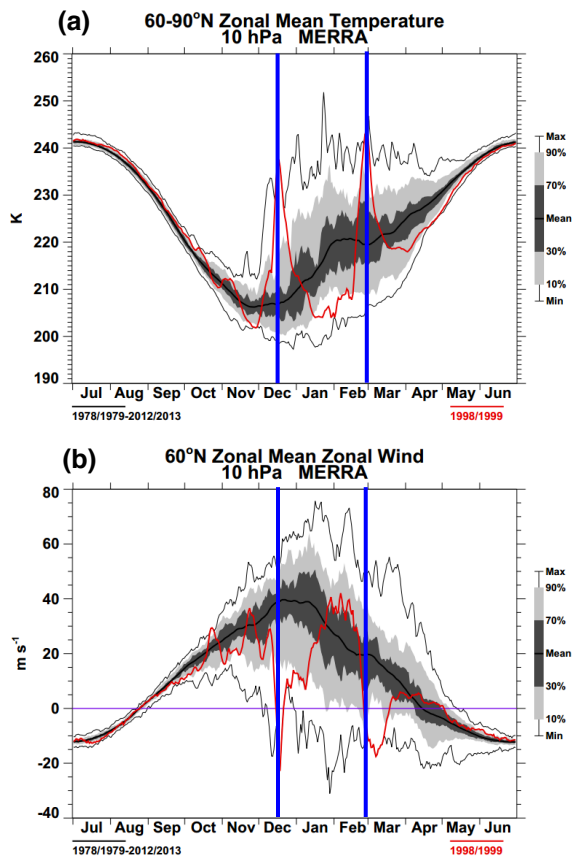 (a)
60-90°N Zonal Mean Temperature
10 hPa MERRA
260
250
240
230
220
210
200
190
K
Jul Aug Sep Oct Nov Dec Jan Feb Mar Apr May Jun
1978/1979-2012/2013
1998/1999
Max
90%
70%
Mean
30%
10%
Min
(b)
60°N Zonal Mean Zonal Wind
10 hPa MERRA
80
60
40
20
0
-20
-40
m s-1
Jul Aug Sep Oct Nov Dec Jan Feb Mar Apr May Jun
1978/1979-2012/2013
1998/1999
Max
90%
70%
Mean
30%
10%
Min